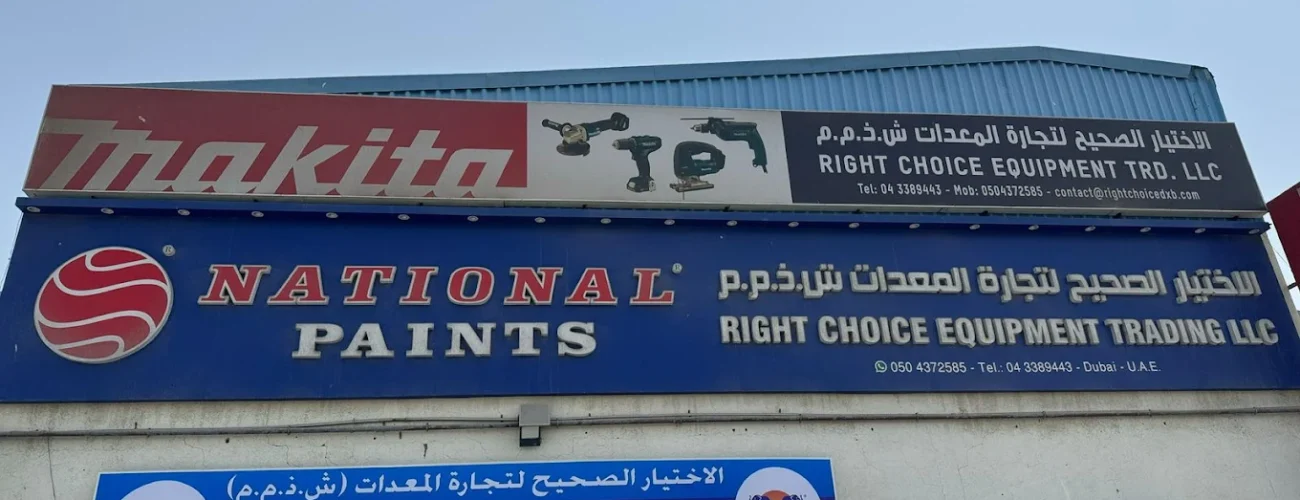 makita
الاختيار الصحيح لتجارة المعدات ش.ذ.م.م
RIGHT CHOICE EQUIPMENT TRD. LLC
Tel: 04 3389443 - Mob: 0504372585 - contact@rightchoicedxb.com
NATIONAL®
PAINTS
الاختيار الصحيح لتجارة المعدات ش.ذ.م.م
RIGHT CHOICE EQUIPMENT TRADING LLC
050 4372585 - Tel.: 04 3389443 - Dubai - U.A.E.
الاختيار الصحيح لتجارة المعدات (ش.ذ.م.م)